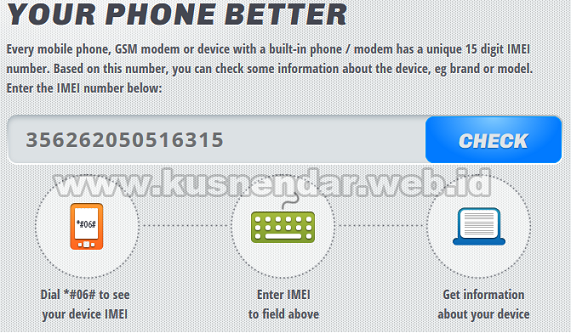 YOUR PHONE BETTER
Every mobile phone, GSM modem or device with a built-in phone / modem has a unique 15 digit IMEI
number. Based on this number, you can check some information about the device, eg brand or model.
Enter the IMEI number below:
356262050516315 CHECK
www.kusnendar.web.id
*#06#
Dial *#06# to see
your device IMEI
Enter IMEI
to field above
Get information
about your device